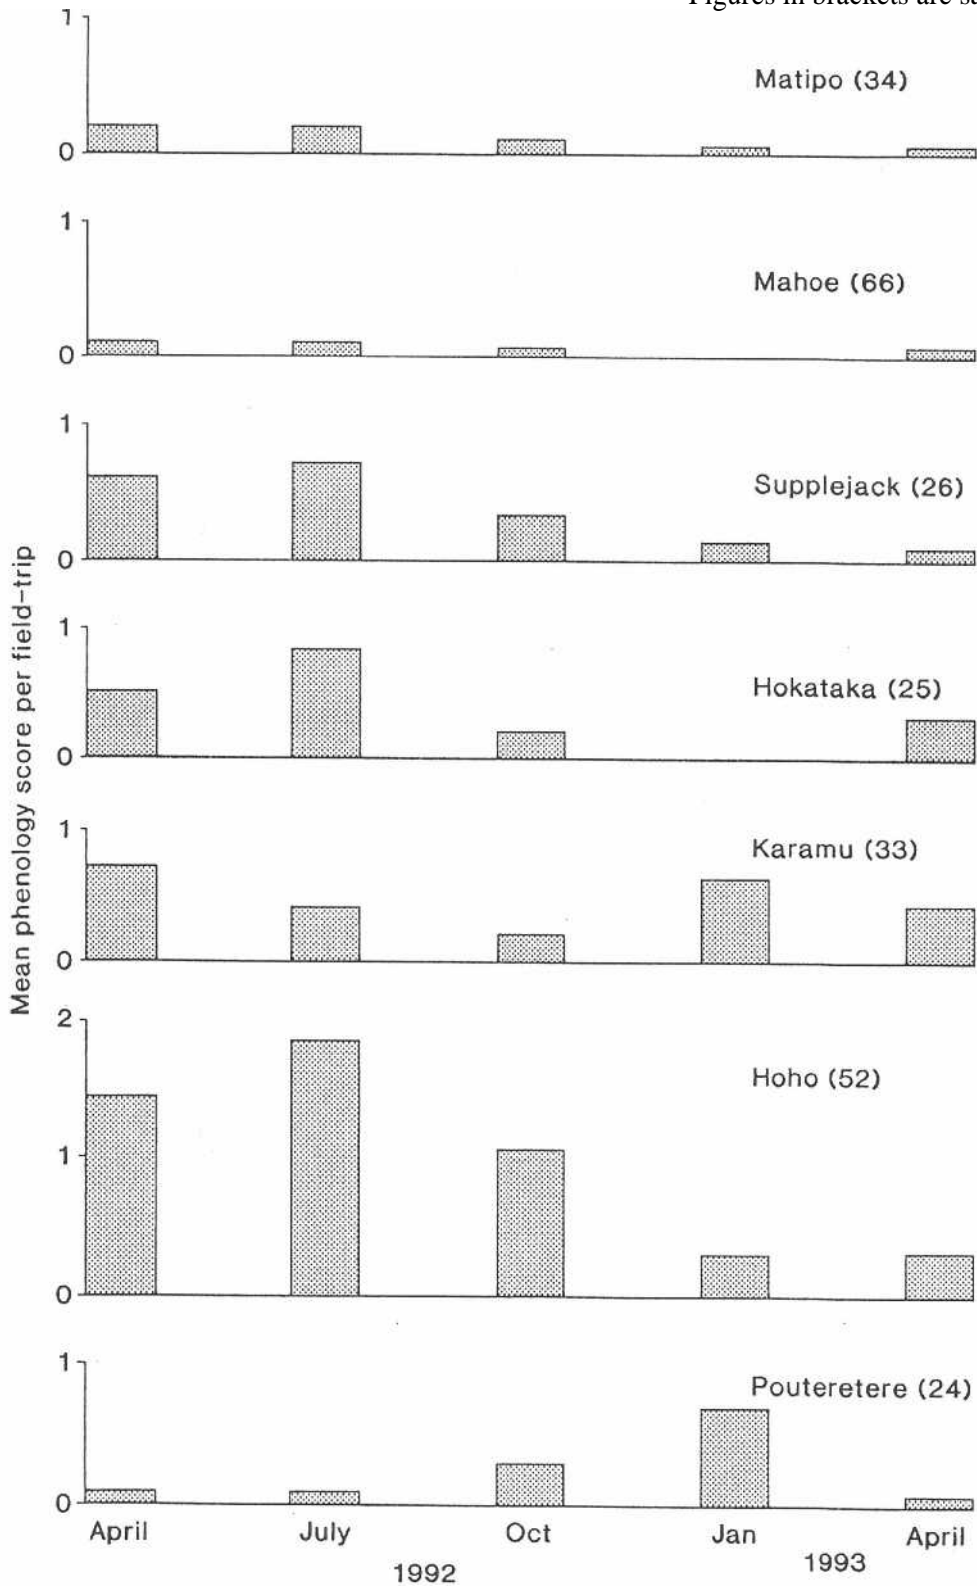 Figures in brackets are sa
1
Matipo (34)
0
1
Mahoe (66)
0
1
Supplejack (26)
0
Mean phenology score per field-trip
1
Hokataka (25)
0
1
Karamu (33)
0
2
Hoho (52)
1
0
1
Pouteretere (24)
0
April July Oct Jan April
1992 1993